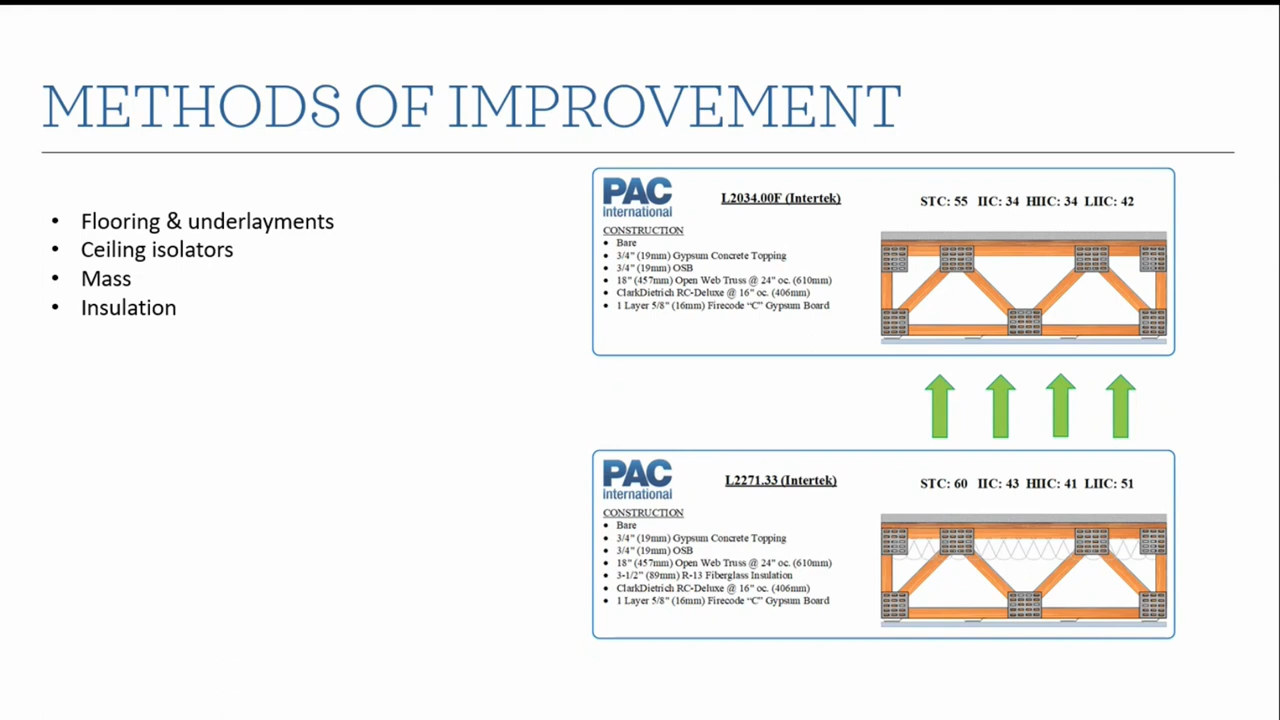 METHODS OF IMPROVEMENT
• Flooring & underlayments
• Ceiling isolators
• Mass
• Insulation
PAC
International
L2034.00F (Intertek)
STC: 55 IIC: 34 HIIC: 34 LIIC: 42
CONSTRUCTION
• Bare
• 3/4" (19mm) Gypsum Concrete Topping
• 3/4" (19mm) OSB
• 18" (457mm) Open Web Truss @ 24" oc. (610mm)
• ClarkDietrich RC-Deluxe @ 16" oc. (406mm)
• 1 Layer 5/8" (16mm) Firecode “C” Gypsum Board
PAC
International
L2271.33 (Intertek)
STC: 60 IIC: 43 HIIC: 41 LIIC: 51
CONSTRUCTION
• Bare
• 3/4" (19mm) Gypsum Concrete Topping
• 3/4" (19mm) OSB
• 18" (457mm) Open Web Truss @ 24" oc. (610mm)
• 3-1/2" (89mm) R-13 Fiberglass Insulation
• ClarkDietrich RC-Deluxe @ 16" oc. (406mm)
• 1 Layer 5/8" (16mm) Firecode “C” Gypsum Board